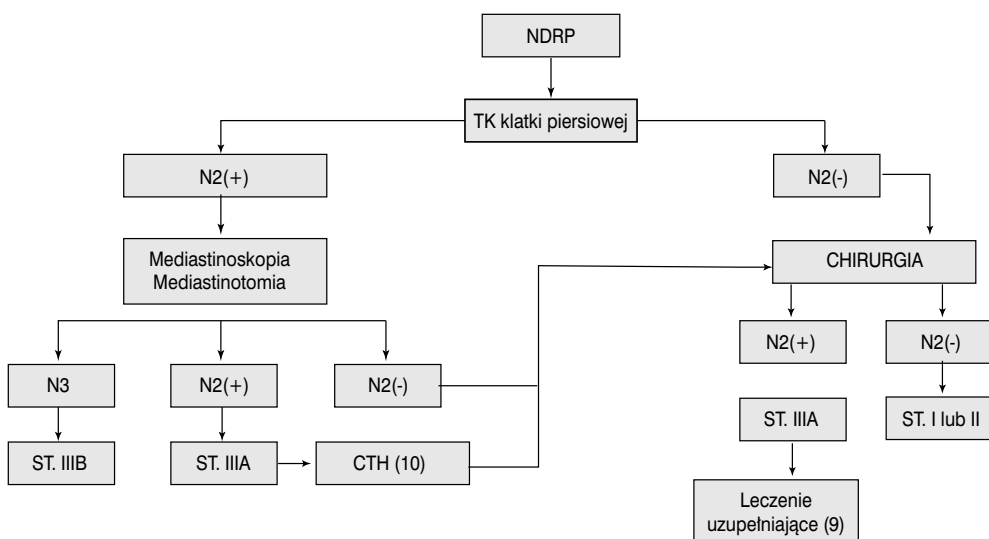 NDRP
TK klatki piersiowej
N2(+)
N2(-)
Mediastinoskopia
Mediastinotomia
CHIRURGIA
N2(+)
N2(-)
N3
N2(+)
N2(-)
ST. IIIA
ST. I lub II
ST. IIIB
ST. IIIA
CTH (10)
Leczenie
uzupełniające (9)